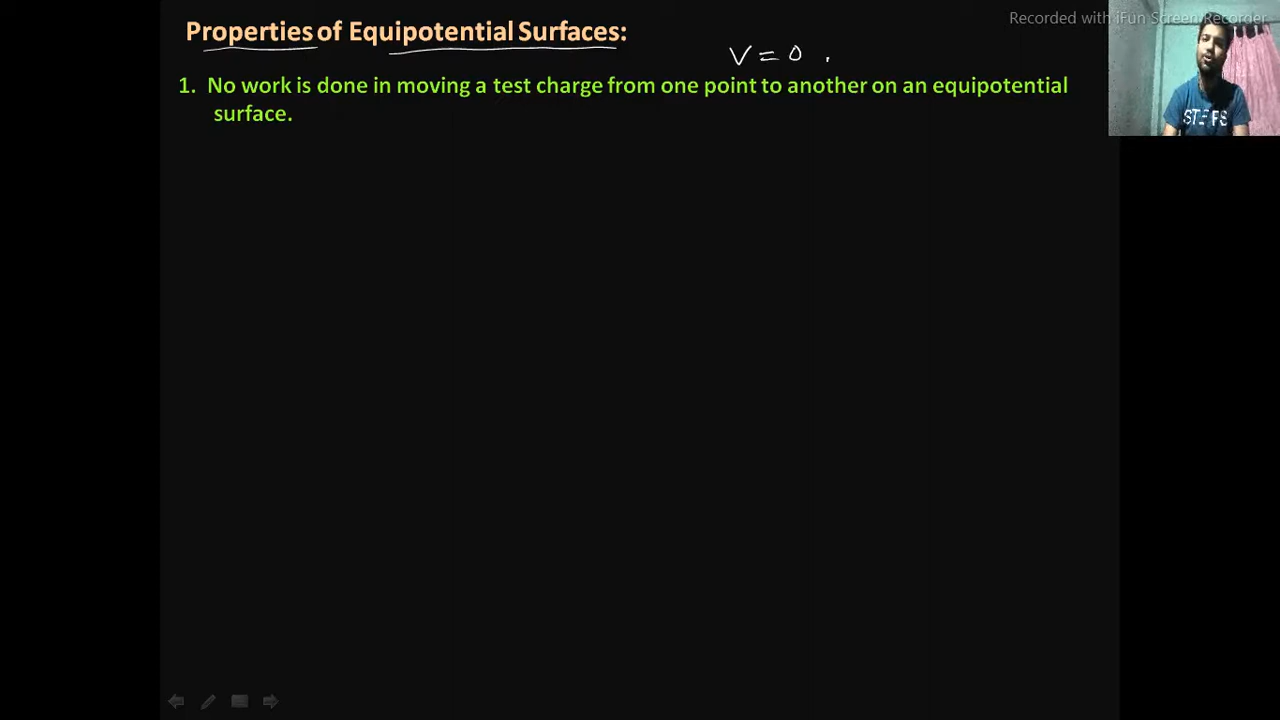 Recorded with iFun Screen Recorder
Properties of Equipotential Surfaces:
V = 0 .
1. No work is done in moving a test charge from one point to another on an equipotential
surface.
STEFS